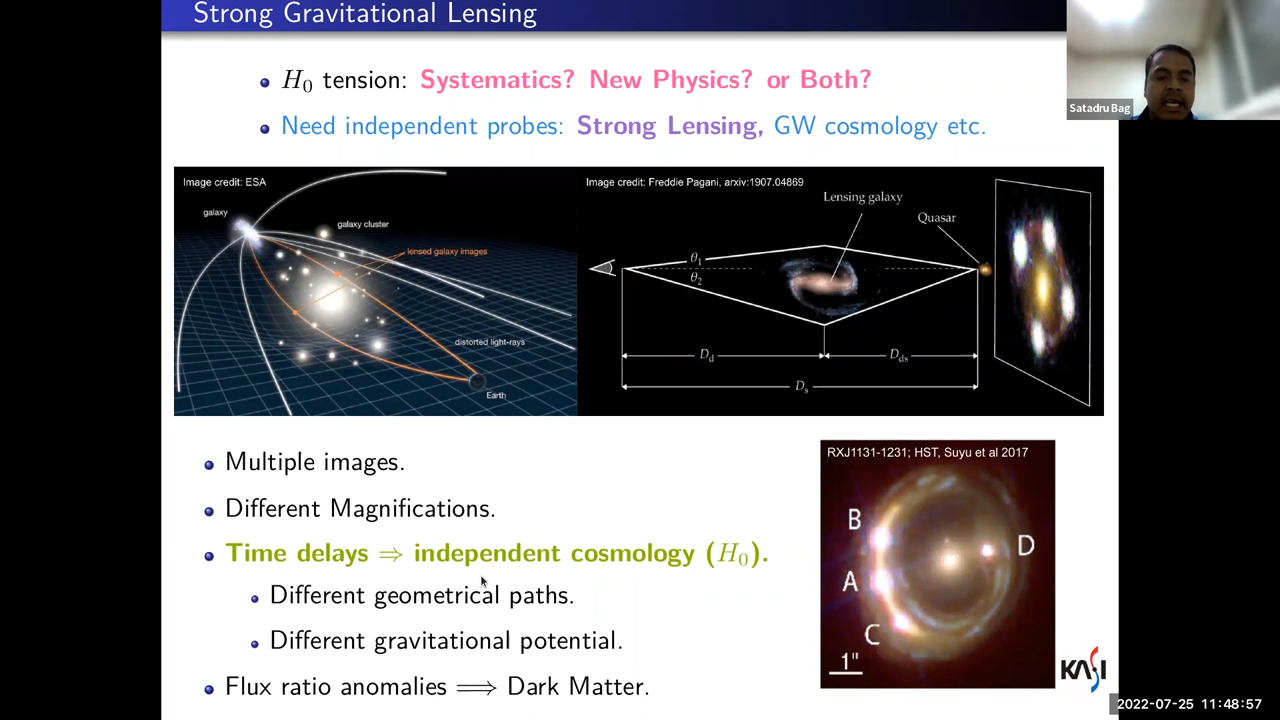 Strong Gravitational Lensing
H₀ tension: Systematics? New Physics? or Both?
Need independent probes: Strong Lensing, GW cosmology etc.
Satadru Bag
Image credit: ESA
galaxy
galaxy cluster
lensed galaxy images
distorted light-rays
Earth
Image credit: Freddie Pagani, arxiv:1907.04869
Lensing galaxy
Quasar
θ₁
θ₂
D_d
D_ds
D_s
Multiple images.
Different Magnifications.
Time delays ⇒ independent cosmology (H₀).
Different geometrical paths.
Different gravitational potential.
Flux ratio anomalies ⟹ Dark Matter.
RXJ1131-1231; HST, Suyu et al 2017
B
D
A
C
1"
KASI
2022-07-25 11:48:57